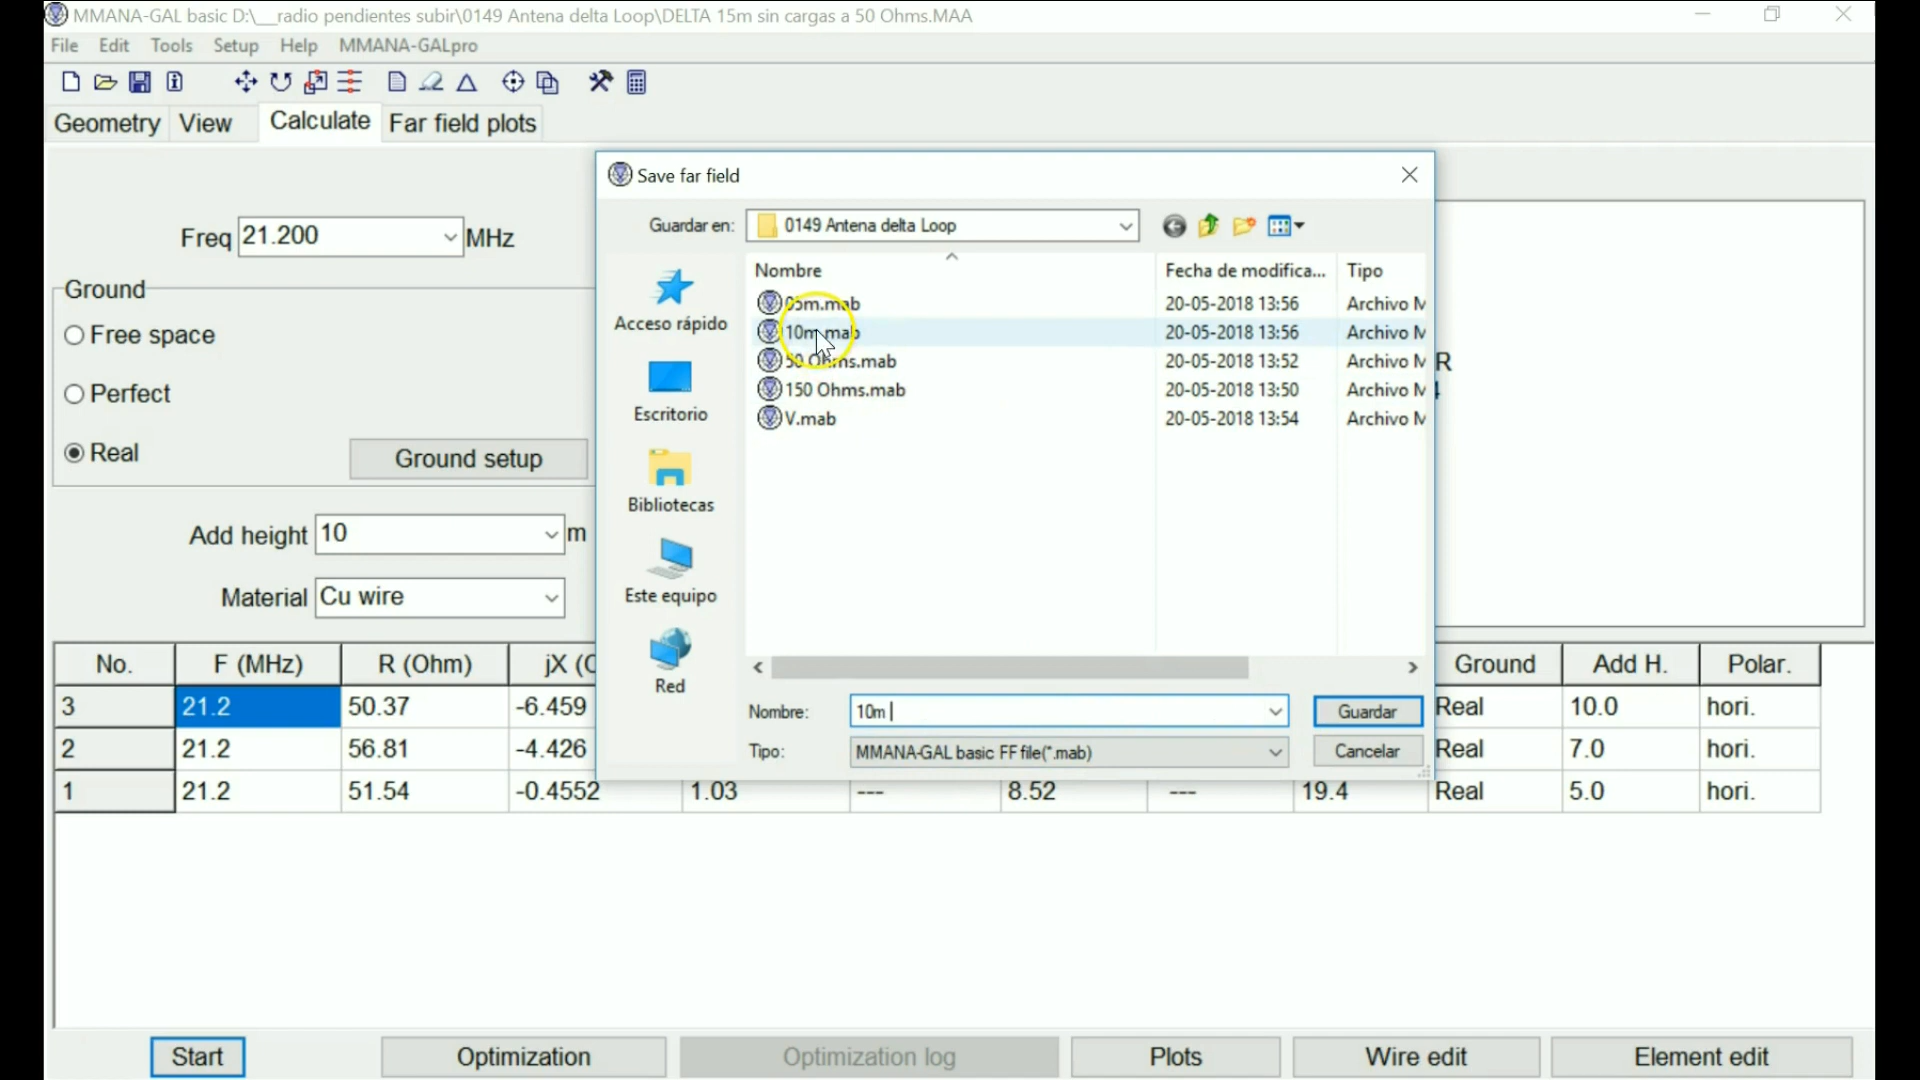 MMANA-GAL basic D:\__radio pendientes subir\0149 Antena delta Loop\DELTA 15m sin cargas a 50 Ohms.MAA
File Edit Tools Setup Help MMANA-GALpro
Geometry View Calculate Far field plots
Save far field
Guardar en: 0149 Antena delta Loop
Freq 21.200 MHz
Ground
Free space
Perfect
Real
Ground setup
Add height 10 m
Material Cu wire
Acceso rápido
Escritorio
Bibliotecas
Este equipo
Red
Nombre Fecha de modifica... Tipo
05m.mab 20-05-2018 13:56 Archivo M
10m.mab 20-05-2018 13:56 Archivo M
50 Ohms.mab 20-05-2018 13:52 Archivo M
150 Ohms.mab 20-05-2018 13:50 Archivo M
V.mab 20-05-2018 13:54 Archivo M
R
Nombre: 10m Guardar
Tipo: MMANA-GAL basic FF file(*.mab) Cancelar
No. F (MHz) R (Ohm) jX (O Ground Add H. Polar.
3 21.2 50.37 -6.459 Real 10.0 hori.
2 21.2 56.81 -4.426 Real 7.0 hori.
1 21.2 51.54 -0.4552 1.03 --- 8.52 --- 19.4 Real 5.0 hori.
Start Optimization Optimization log Plots Wire edit Element edit